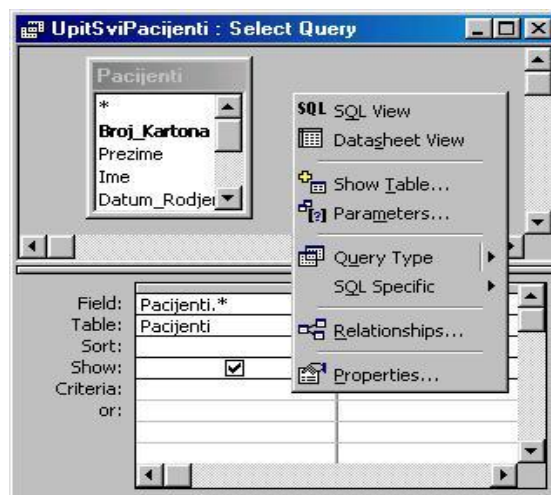 UpitSviPacijenti : Select Query
Pacijenti
*
Broj_Kartona
Prezime
Ime
Datum_Rodjer
SQL SQL View
Datasheet View
Show Table...
Parameters...
Query Type
SQL Specific
Relationships...
Properties...
Field: Pacijenti.*
Table: Pacijenti
Sort:
Show:
Criteria:
or: